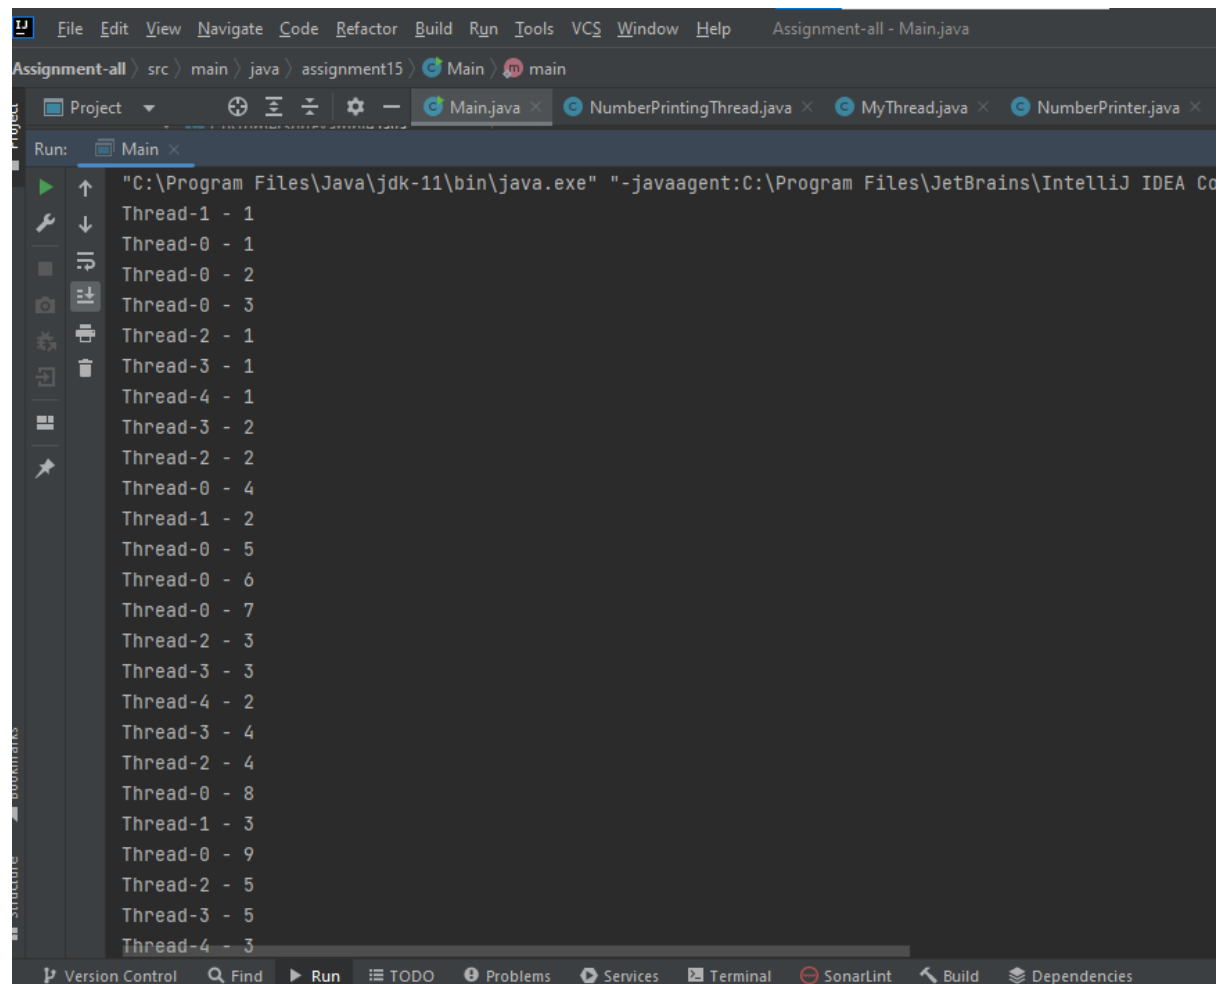 File Edit View Navigate Code Refactor Build Run Tools VCS Window Help Assignment-all - Main.java
Assignment-all src main java assignment15 Main main
Project Project Main.java NumberPrintingThread.java MyThread.java NumberPrinter.java
Run: Main
"C:\Program Files\Java\jdk-11\bin\java.exe" "-javaagent:C:\Program Files\JetBrains\IntelliJ IDEA Co
Thread-1 - 1
Thread-0 - 1
Thread-0 - 2
Thread-0 - 3
Thread-2 - 1
Thread-3 - 1
Thread-4 - 1
Thread-3 - 2
Thread-2 - 2
Thread-0 - 4
Thread-1 - 2
Thread-0 - 5
Thread-0 - 6
Thread-0 - 7
Thread-2 - 3
Thread-3 - 3
Thread-4 - 2
Thread-3 - 4
Thread-2 - 4
Thread-0 - 8
Thread-1 - 3
Thread-0 - 9
Thread-2 - 5
Thread-3 - 5
Thread-4 - 3
Bookmarks
Structure
Version Control Find Run TODO Problems Services Terminal SonarLint Build Dependencies